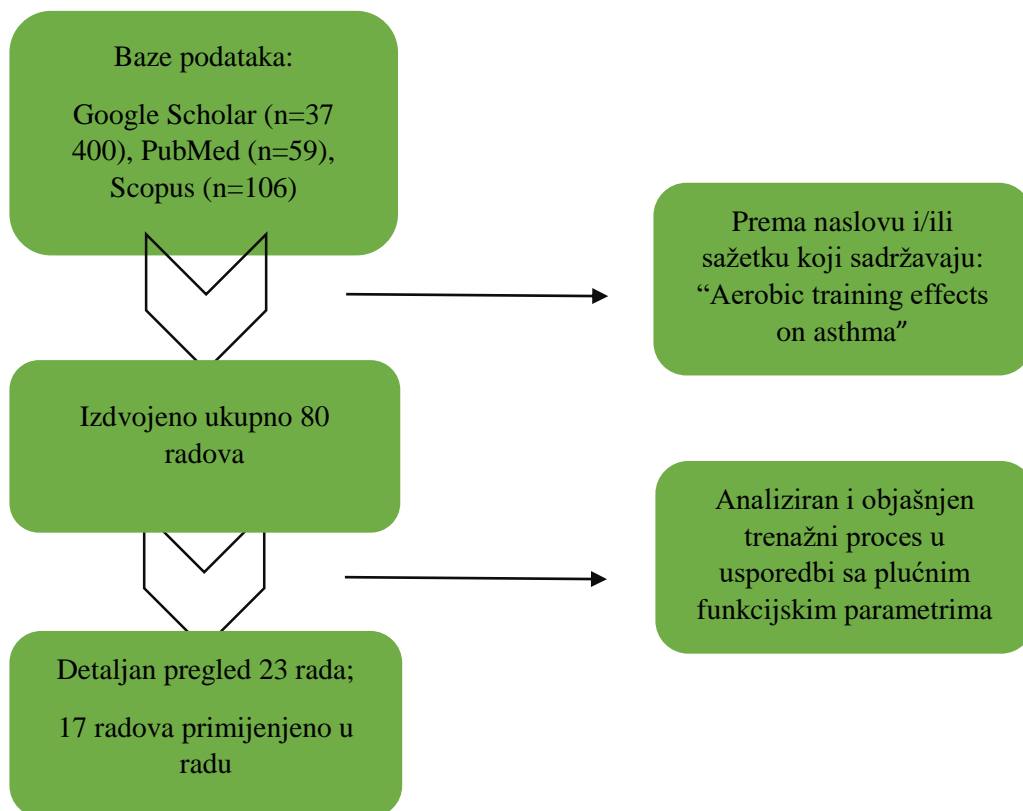 Baze podataka:
Google Scholar (n=37
400), PubMed (n=59),
Scopus (n=106)
Prema naslovu i/ili
sažetku koji sadržavaju:
“Aerobic training effects
on asthma”
Izdvojeno ukupno 80
radova
Analiziran i objašnjen
trenažni proces u
usporedbi sa plućnim
funkcijskim parametrima
Detaljan pregled 23 rada;
17 radova primijenjeno u
radu